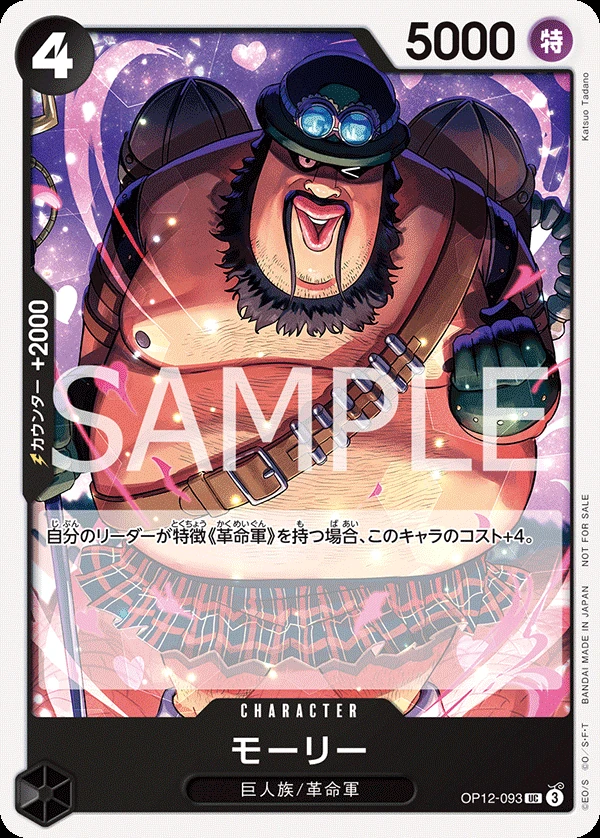 4
5000
特
Katsuo Tadano
カウンター +2000
SAMPLE
自分のリーダーが特徴《革命軍》を持つ場合、このキャラのコスト+4。
CHARACTER
モーリー
巨人族/革命軍
OP12-093 UC 3
©EO/S ©O/S・F・T BANDAI MADE IN JAPAN NOT FOR SALE